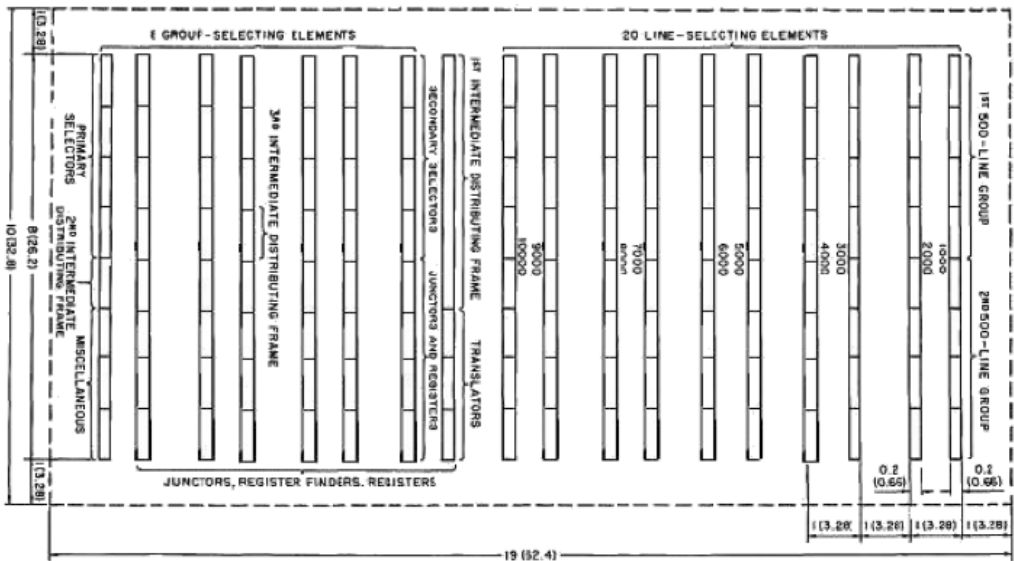 8 GROUP-SELECTING ELEMENTS
20 LINE-SELECTING ELEMENTS
1(3.28)
8(26.2)
10(32.8)
1(3.28)
PRIMARY
SELECTORS
2ND INTERMEDIATE
DISTRIBUTING FRAME
MISCELLANEOUS
3RD INTERMEDIATE DISTRIBUTING FRAME
SECONDARY SELECTORS
JUNCTORS AND REGISTERS
1ST INTERMEDIATE DISTRIBUTING FRAME
TRANSLATORS
9000
10000
7000
8000
5000
6000
3000
4000
1000
2000
1ST 500-LINE GROUP
2ND 500-LINE GROUP
JUNCTORS, REGISTER FINDERS, REGISTERS
0.2
(0.66)
0.2
(0.66)
1(3.28)
1(3.28)
1(3.28)
1(3.28)
19 (62.4)